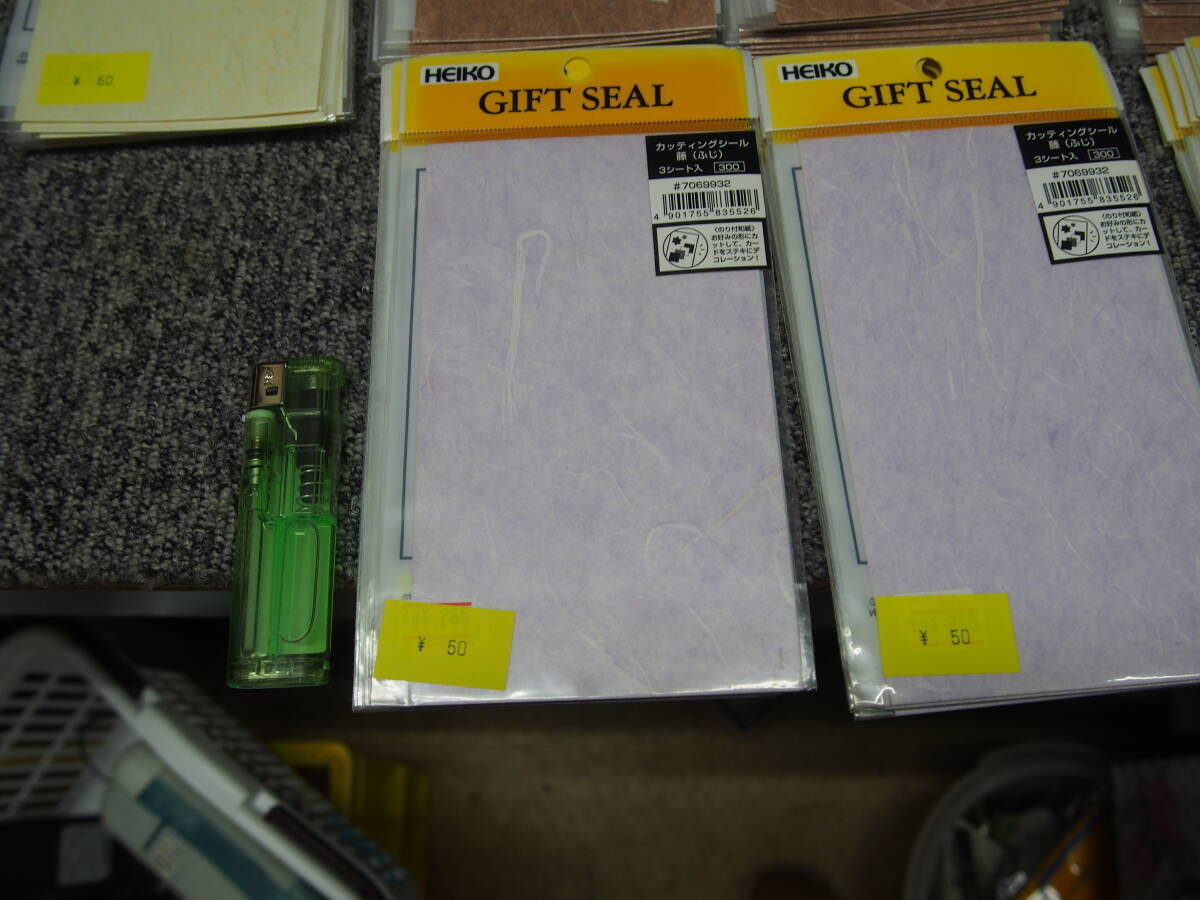 ¥ 50
HEIKO
GIFT SEAL
カッティングシール
藤（ふじ）
3シート入 300
#7069932
4 901755 835526
〈のり付和紙〉
お好みの形にカ
ットして、カー
ドをステキにデ
コレーション！
¥ 50
HEIKO
GIFT SEAL
カッティングシール
藤（ふじ）
3シート入 300
#7069932
4 901755 835526
〈のり付和紙〉
お好みの形にカ
ットして、カー
ドをステキにデ
コレーション！
¥ 50